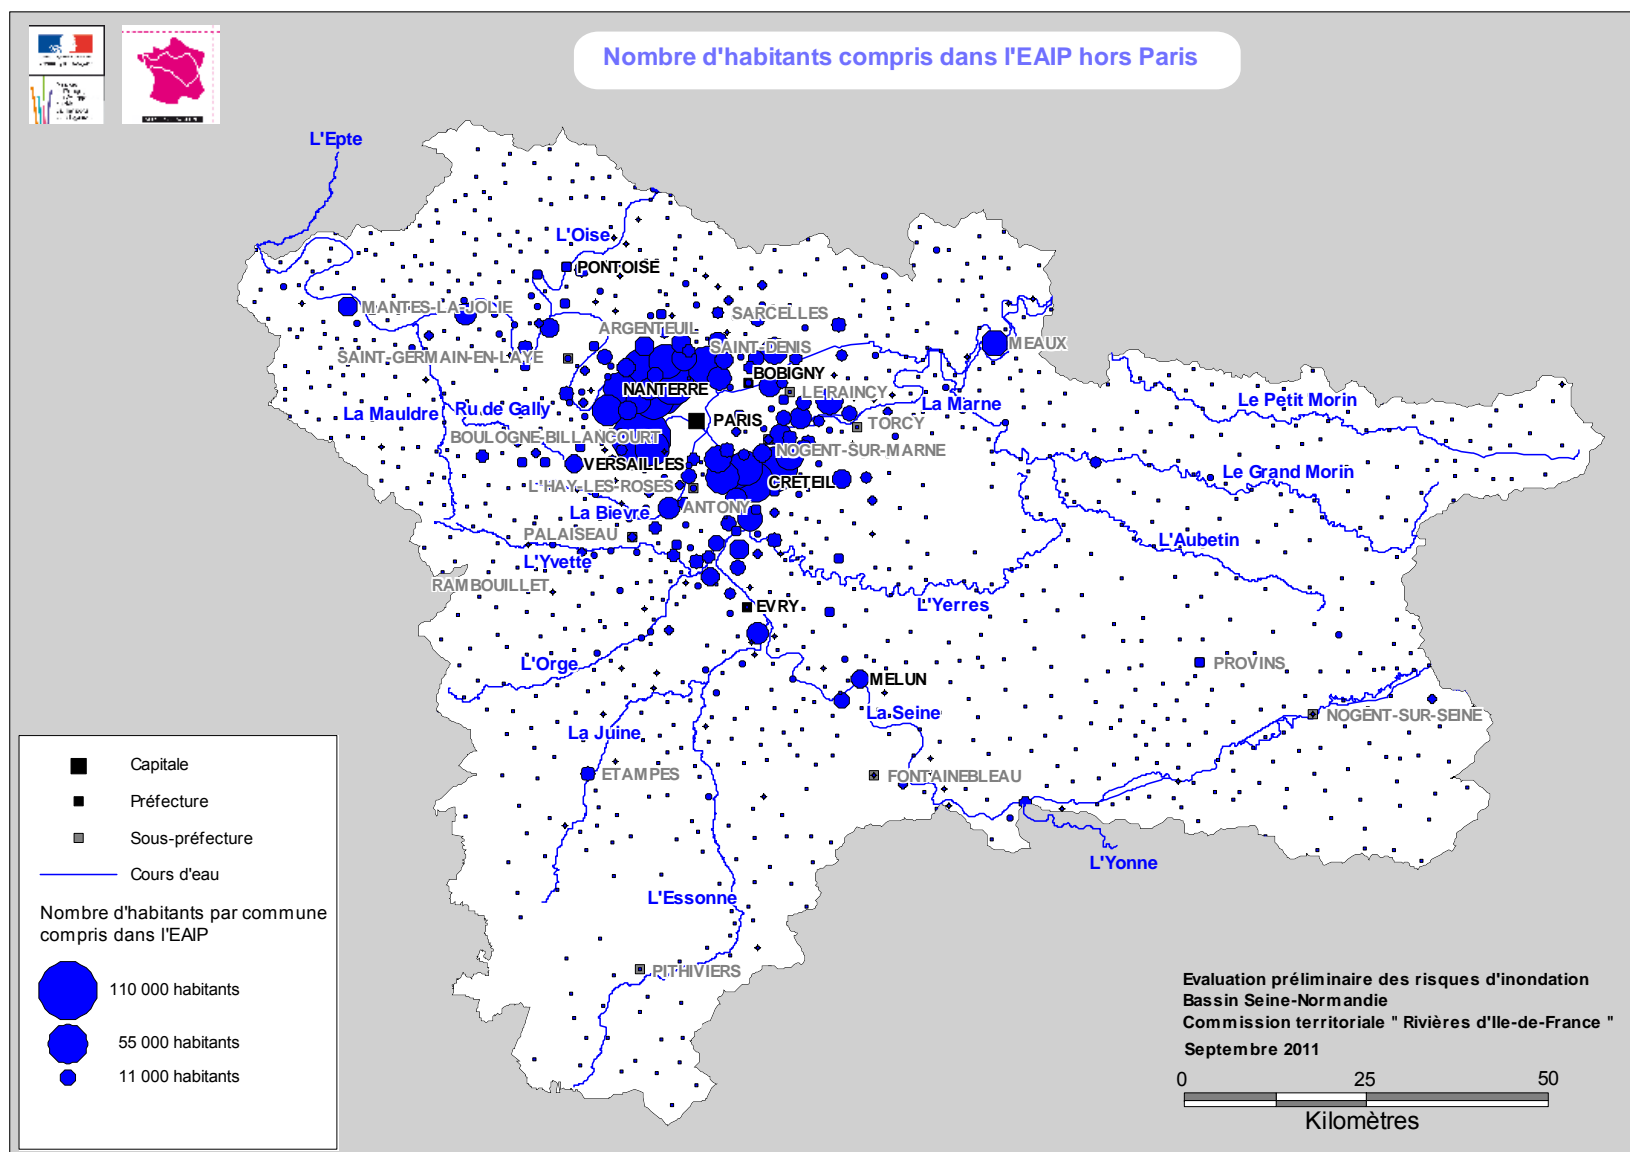 Nombre d'habitants compris dans l'EAIP hors Paris
L'Epte
L'Oise
PONTOISE
MANTES-LA-JOLIE
SARCELLES
ARGENTEUIL
SAINT-DENIS
SAINT-GERMAIN-EN-LAYE
MEAUX
BOBIGNY
NANTERRE
LE RAINCY
La Mauldre
Ru de Gally
La Marne
Le Petit Morin
PARIS
TORCY
BOULOGNE-BILLANCOURT
NOGENT-SUR-MARNE
VERSAILLES
Le Grand Morin
L'HAY-LES-ROSES
CRETEIL
La Bievre
ANTONY
PALAISEAU
L'Aubetin
L'Yvette
RAMBOUILLET
EVRY
L'Yerres
L'Orge
PROVINS
MELUN
La Seine
NOGENT-SUR-SEINE
La Juine
ETAMPES
FONTAINEBLEAU
L'Yonne
L'Essonne
PITHIVIERS
Capitale
Préfecture
Sous-préfecture
Cours d'eau
Nombre d'habitants par commune
compris dans l'EAIP
110 000 habitants
55 000 habitants
11 000 habitants
Evaluation préliminaire des risques d'inondation
Bassin Seine-Normandie
Commission territoriale " Rivières d'Ile-de-France "
Septembre 2011
0 25 50
Kilomètres